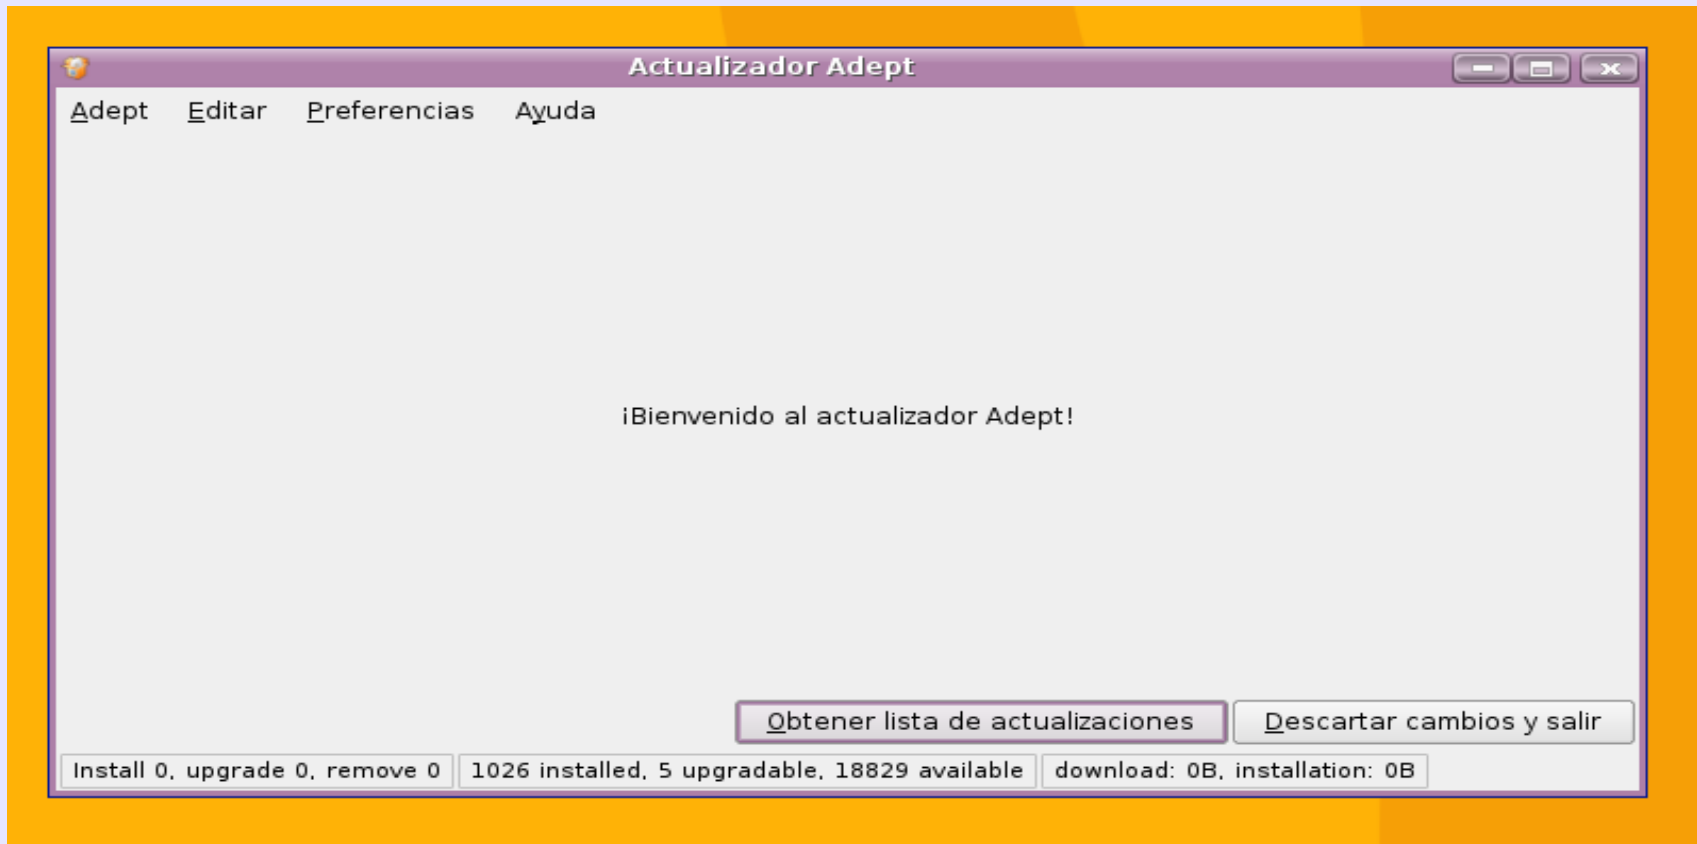 Actualizador Adept
Adept Editar Preferencias Ayuda
¡Bienvenido al actualizador Adept!
Obtener lista de actualizaciones Descartar cambios y salir
Install 0, upgrade 0, remove 0 1026 installed, 5 upgradable, 18829 available download: 0B, installation: 0B